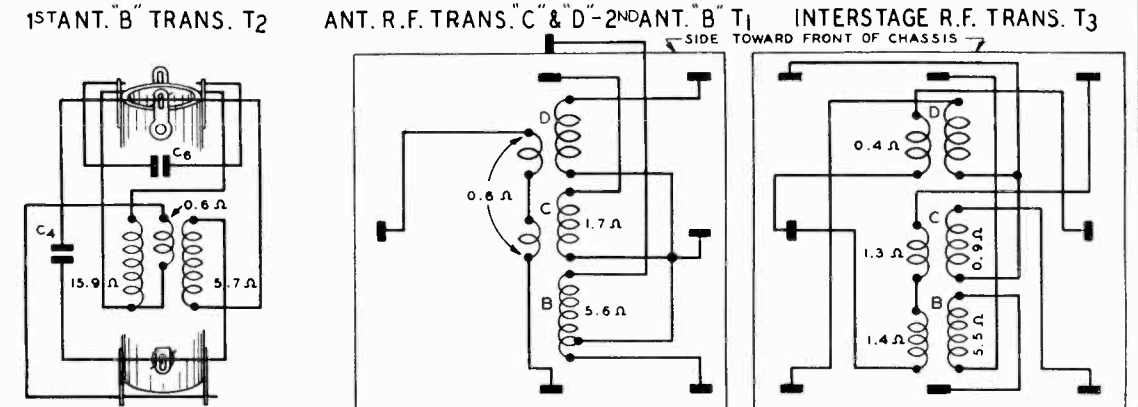 1ST ANT. "B" TRANS. T2
ANT. R.F. TRANS. "C" & "D" - 2ND ANT. "B" T1
INTERSTAGE R.F. TRANS. T3
SIDE TOWARD FRONT OF CHASSIS
C6
C4
0.6 Ω
15.9 Ω
5.7 Ω
D
0.6 Ω
C
1.7 Ω
B
5.6 Ω
D
0.4 Ω
C
1.3 Ω
0.9 Ω
B
1.4 Ω
5.5 Ω